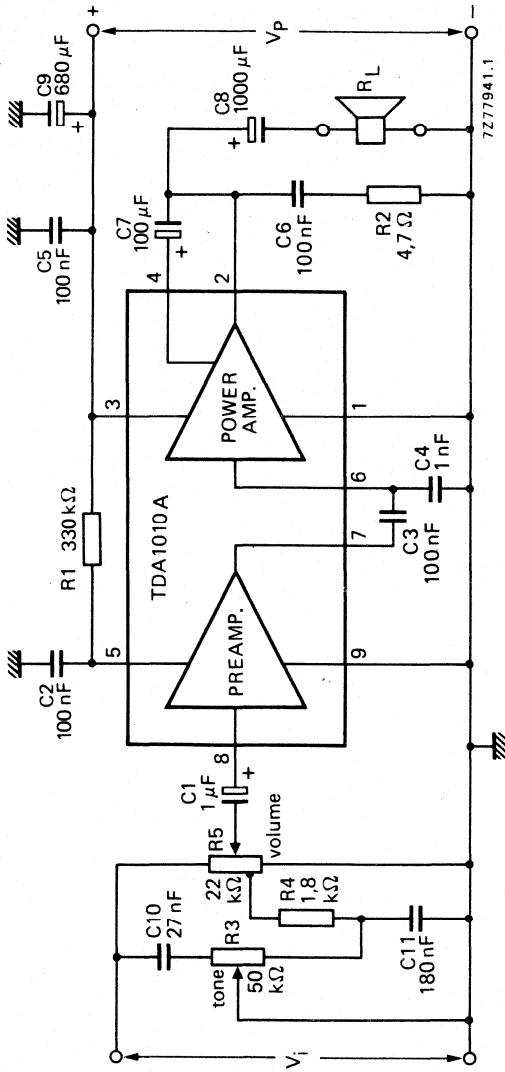 +
−
C9
680 µF
+
C5
100 nF
R1
330 kΩ
C2
100 nF
VP
C8
1000 µF
+
RL
C7
100 µF
+
C6
100 nF
R2
4,7 Ω
4
2
3
5
TDA1010A
POWER
AMP.
PREAMP.
1
6
7
9
8
C4
1 nF
C3
100 nF
C1
1 µF
+
R5
22
kΩ
volume
C10
27 nF
tone
R3
50
kΩ
R4
1,8
kΩ
C11
180 nF
Vi
7Z77941.1